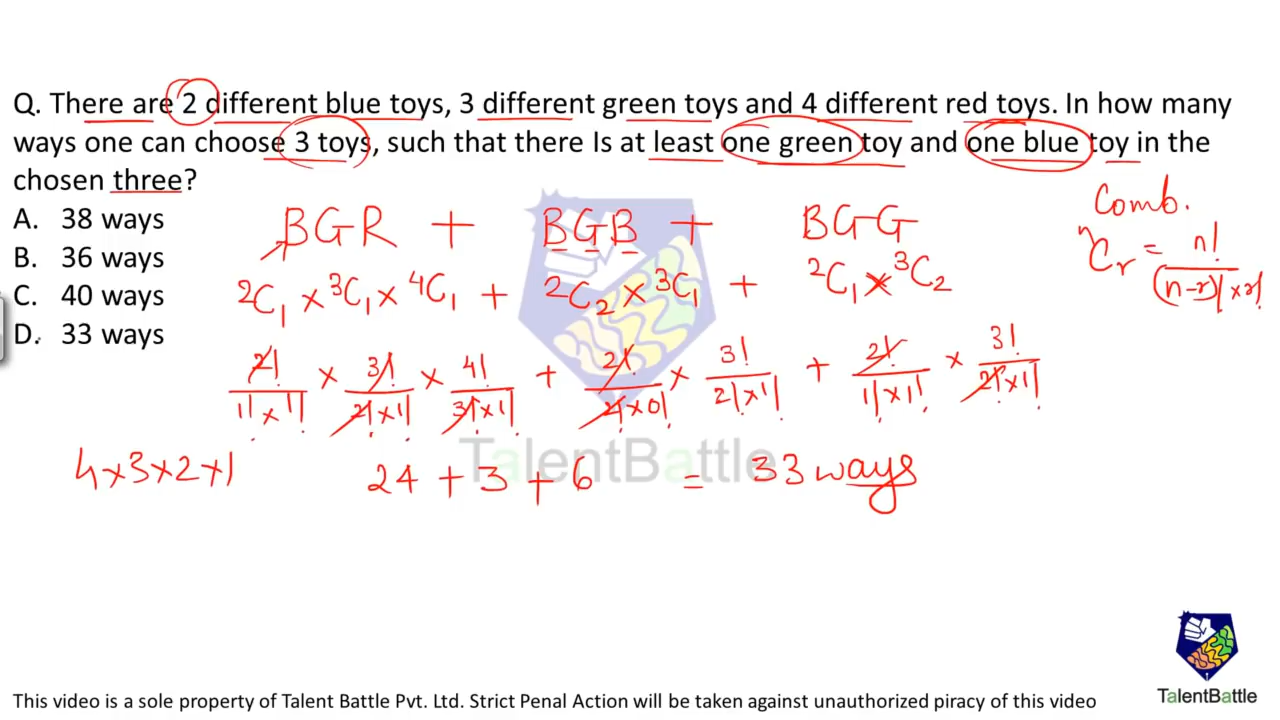 Q. There are 2 different blue toys, 3 different green toys and 4 different red toys. In how many
ways one can choose 3 toys, such that there Is at least one green toy and one blue toy in the
chosen three?
A. 38 ways
B. 36 ways
C. 40 ways
D. 33 ways
Comb.
ⁿCᵣ = n! / (n-r)! × r!
BGR + BGB + BGG
²C₁ × ³C₁ × ⁴C₁ + ²C₂ × ³C₁ + ²C₁ × ³C₂
2!/1! × 1! × 3!/2! × 1! × 4!/3! × 1! + 2!/2! × 0! × 3!/2! × 1! + 2!/1! × 1! × 3!/2! × 1!
4×3×2×1
24 + 3 + 6 = 33 ways
TalentBattle
TalentBattle
This video is a sole property of Talent Battle Pvt. Ltd. Strict Penal Action will be taken against unauthorized piracy of this video